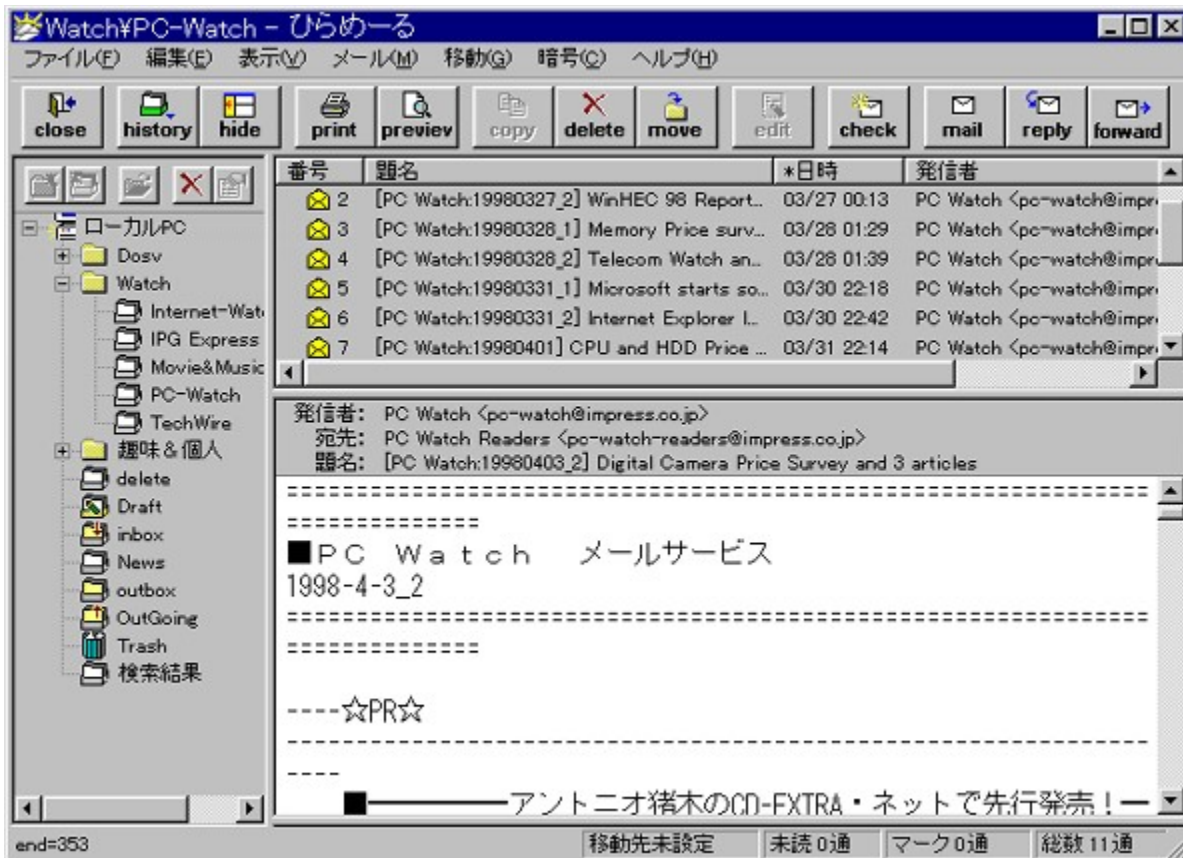 Watch¥PC-Watch - ひらめーる
ファイル(F) 編集(E) 表示(V) メール(M) 移動(G) 暗号(C) ヘルプ(H)
close history hide print preview copy delete move edit check mail reply forward
ローカルPC
Dosv
Watch
Internet-Wat
IPG Express
Movie&Music
PC-Watch
TechWire
趣味&個人
delete
Draft
inbox
News
outbox
OutGoing
Trash
検索結果
番号 題名 *日時 発信者
2 [PC Watch:19980327_2] WinHEC 98 Report... 03/27 00:13 PC Watch <pc-watch@impr
3 [PC Watch:19980328_1] Memory Price surv... 03/28 01:29 PC Watch <pc-watch@impr
4 [PC Watch:19980328_2] Telecom Watch an... 03/28 01:39 PC Watch <pc-watch@impr
5 [PC Watch:19980331_1] Microsoft starts so... 03/30 22:18 PC Watch <pc-watch@impr
6 [PC Watch:19980331_2] Internet Explorer I... 03/30 22:42 PC Watch <pc-watch@impr
7 [PC Watch:19980401] CPU and HDD Price ... 03/31 22:14 PC Watch <pc-watch@impr
発信者: PC Watch <pc-watch@impress.co.jp>
宛先: PC Watch Readers <pc-watch-readers@impress.co.jp>
題名: [PC Watch:19980403_2] Digital Camera Price Survey and 3 articles
==============================================================
==============
■PC Watch メールサービス
1998-4-3_2
==============================================================
==============
----☆PR☆
--------------------------------------------------------------
----
■━━━━━アントニオ猪木のCD-EXTRA・ネットで先行発売!━
end=353 移動先未設定 未読 0通 マーク 0通 総数 11通